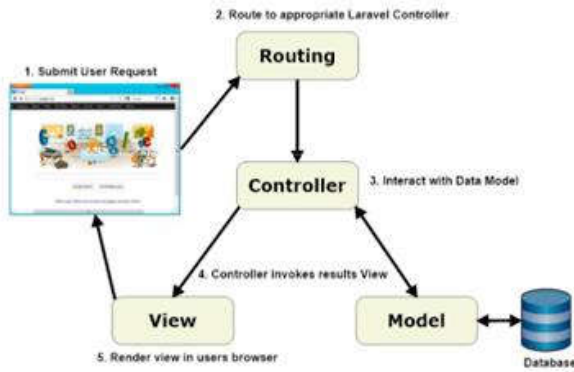 2. Route to appropriate Laravel Controller
Routing
1. Submit User Request
Controller
3. Interact with Data Model
4. Controller invokes results View
View
Model
5. Render view in users browser
Database